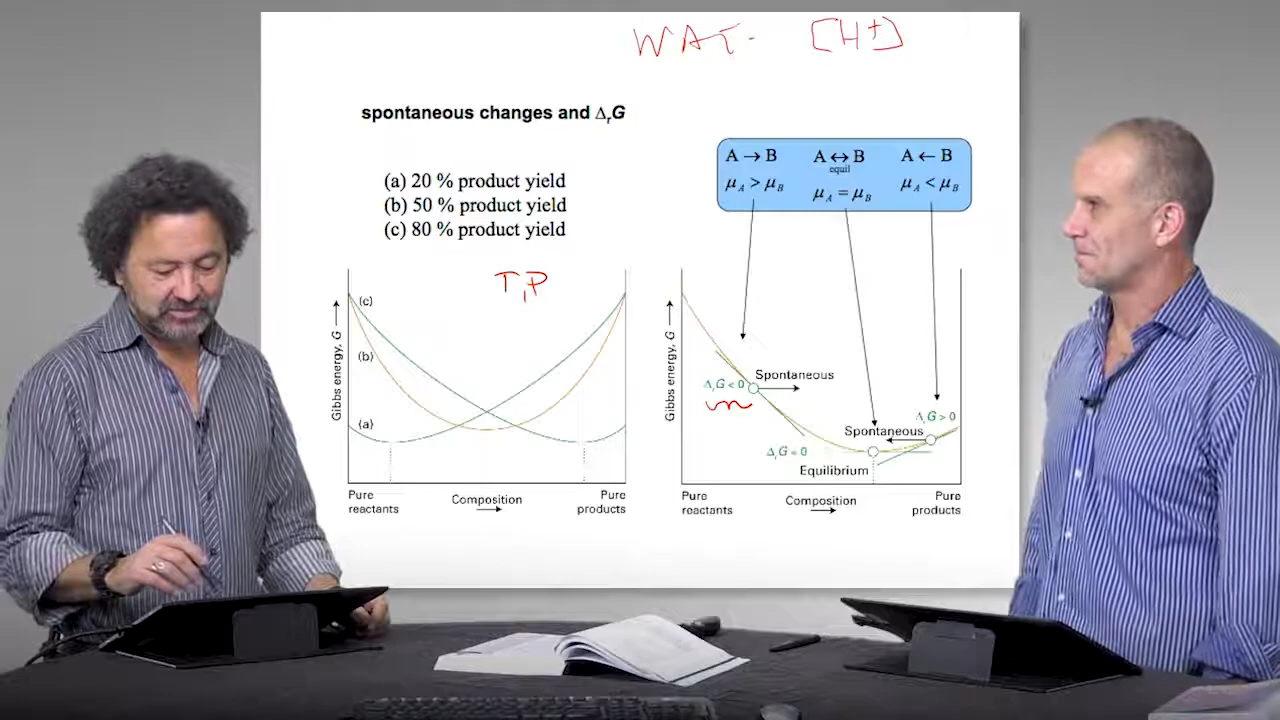 WAT. [H+]
spontaneous changes and ΔrG
(a) 20 % product yield
(b) 50 % product yield
(c) 80 % product yield
A → B A ↔ B A ← B
equil
μA > μB μA = μB μA < μB
T,P
(c)
(b)
(a)
Gibbs energy, G →
Pure reactants
Composition →
Pure products
Gibbs energy, G →
Spontaneous
ΔrG < 0
ΔrG > 0
Spontaneous
ΔrG = 0
Equilibrium
Pure reactants
Composition →
Pure products